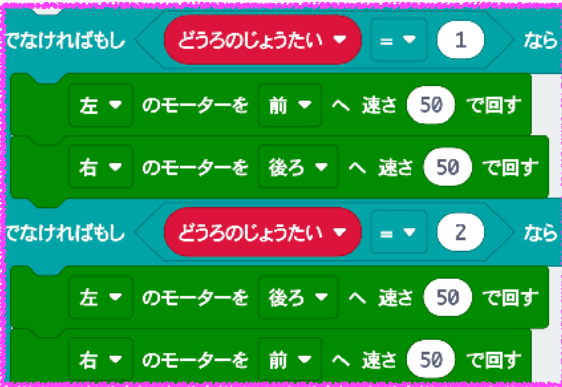 でなければもし どうろのじょうたい ▼ = ▼ 1 なら
左 ▼ のモーターを 前 ▼ へ 速さ 50 で回す
右 ▼ のモーターを 後ろ ▼ へ 速さ 50 で回す
でなければもし どうろのじょうたい ▼ = ▼ 2 なら
左 ▼ のモーターを 後ろ ▼ へ 速さ 50 で回す
右 ▼ のモーターを 前 ▼ へ 速さ 50 で回す